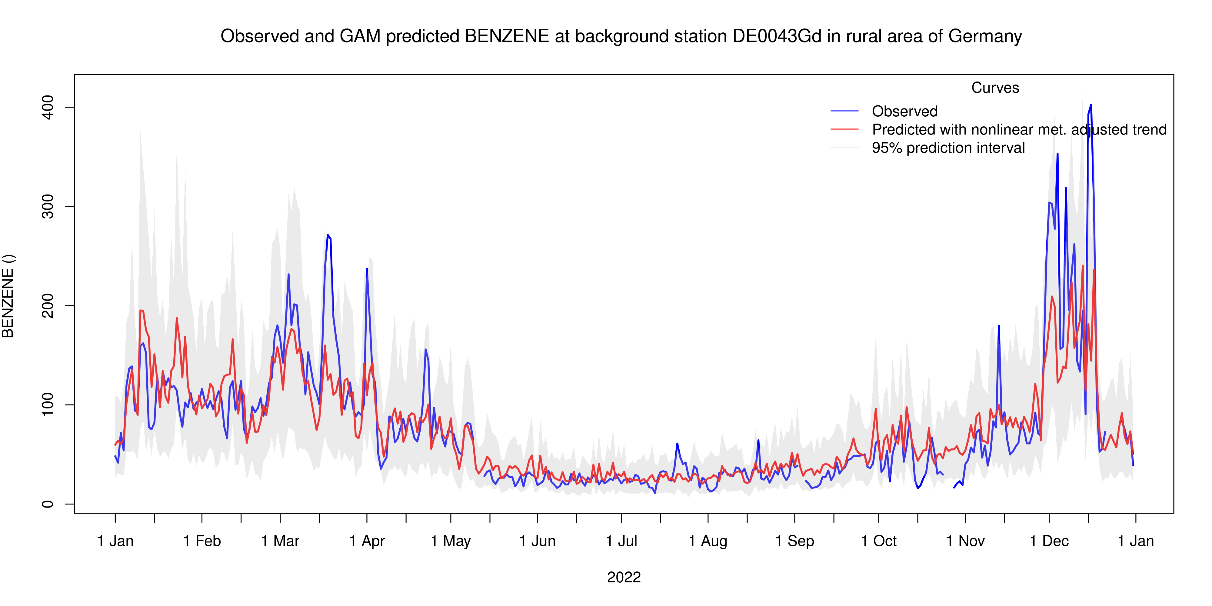 Observed and GAM predicted BENZENE at background station DE0043Gd in rural area of Germany
Curves
Observed
Predicted with nonlinear met. adjusted trend
95% prediction interval
BENZENE ()
400
300
200
100
0
1 Jan 1 Feb 1 Mar 1 Apr 1 May 1 Jun 1 Jul 1 Aug 1 Sep 1 Oct 1 Nov 1 Dec 1 Jan
2022